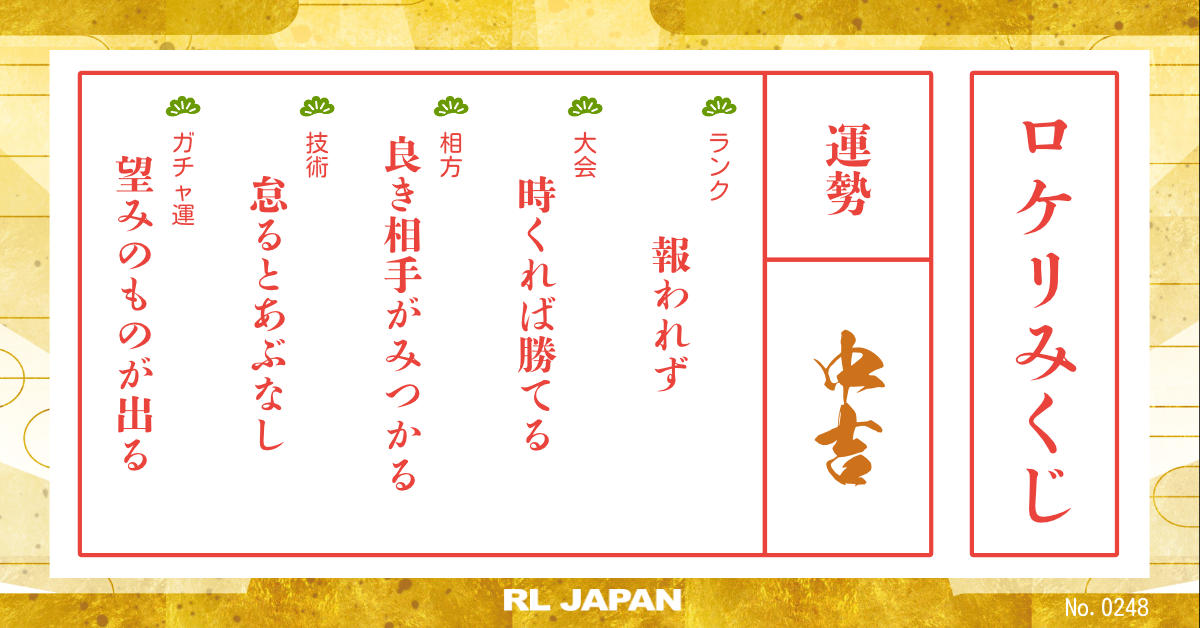 ロケリみくじ
運勢
中吉
ランク
報われず
大会
時くれば勝てる
相方
良き相手がみつかる
技術
怠るとあぶなし
ガチャ運
望みのものが出る
RL JAPAN
No. 0248